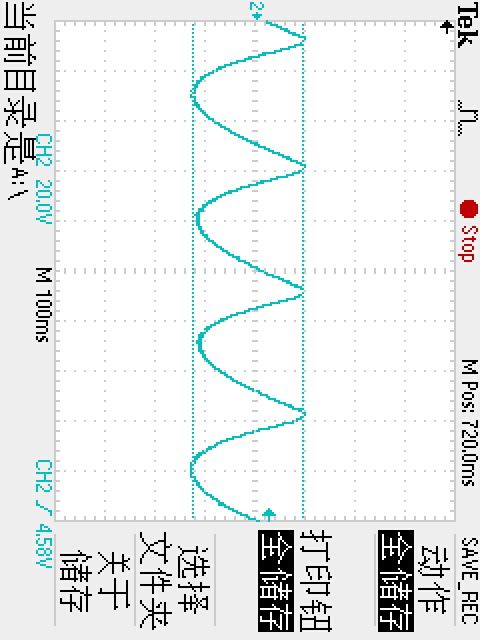 Tek
Stop
M Pos: 720.0ms
SAVE_REC
动作
全储存
打印钮
全储存
选择
文件夹
关于
储存
2
CH2 20.0V
M 100ms
CH2 / 4.58V
当前目录是A:\